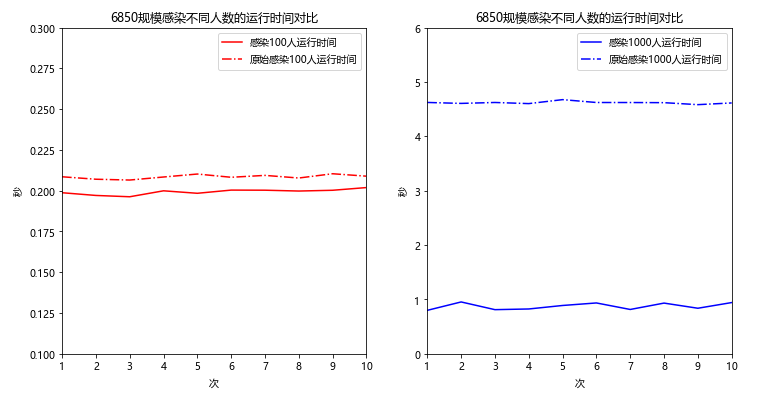 6850规模感染不同人数的运行时间对比
感染100人运行时间
原始感染100人运行时间
0.300
0.275
0.250
0.225
0.200
0.175
0.150
0.125
0.100
秒
1 2 3 4 5 6 7 8 9 10
次
6850规模感染不同人数的运行时间对比
感染1000人运行时间
原始感染1000人运行时间
6
5
4
3
2
1
0
秒
1 2 3 4 5 6 7 8 9 10
次